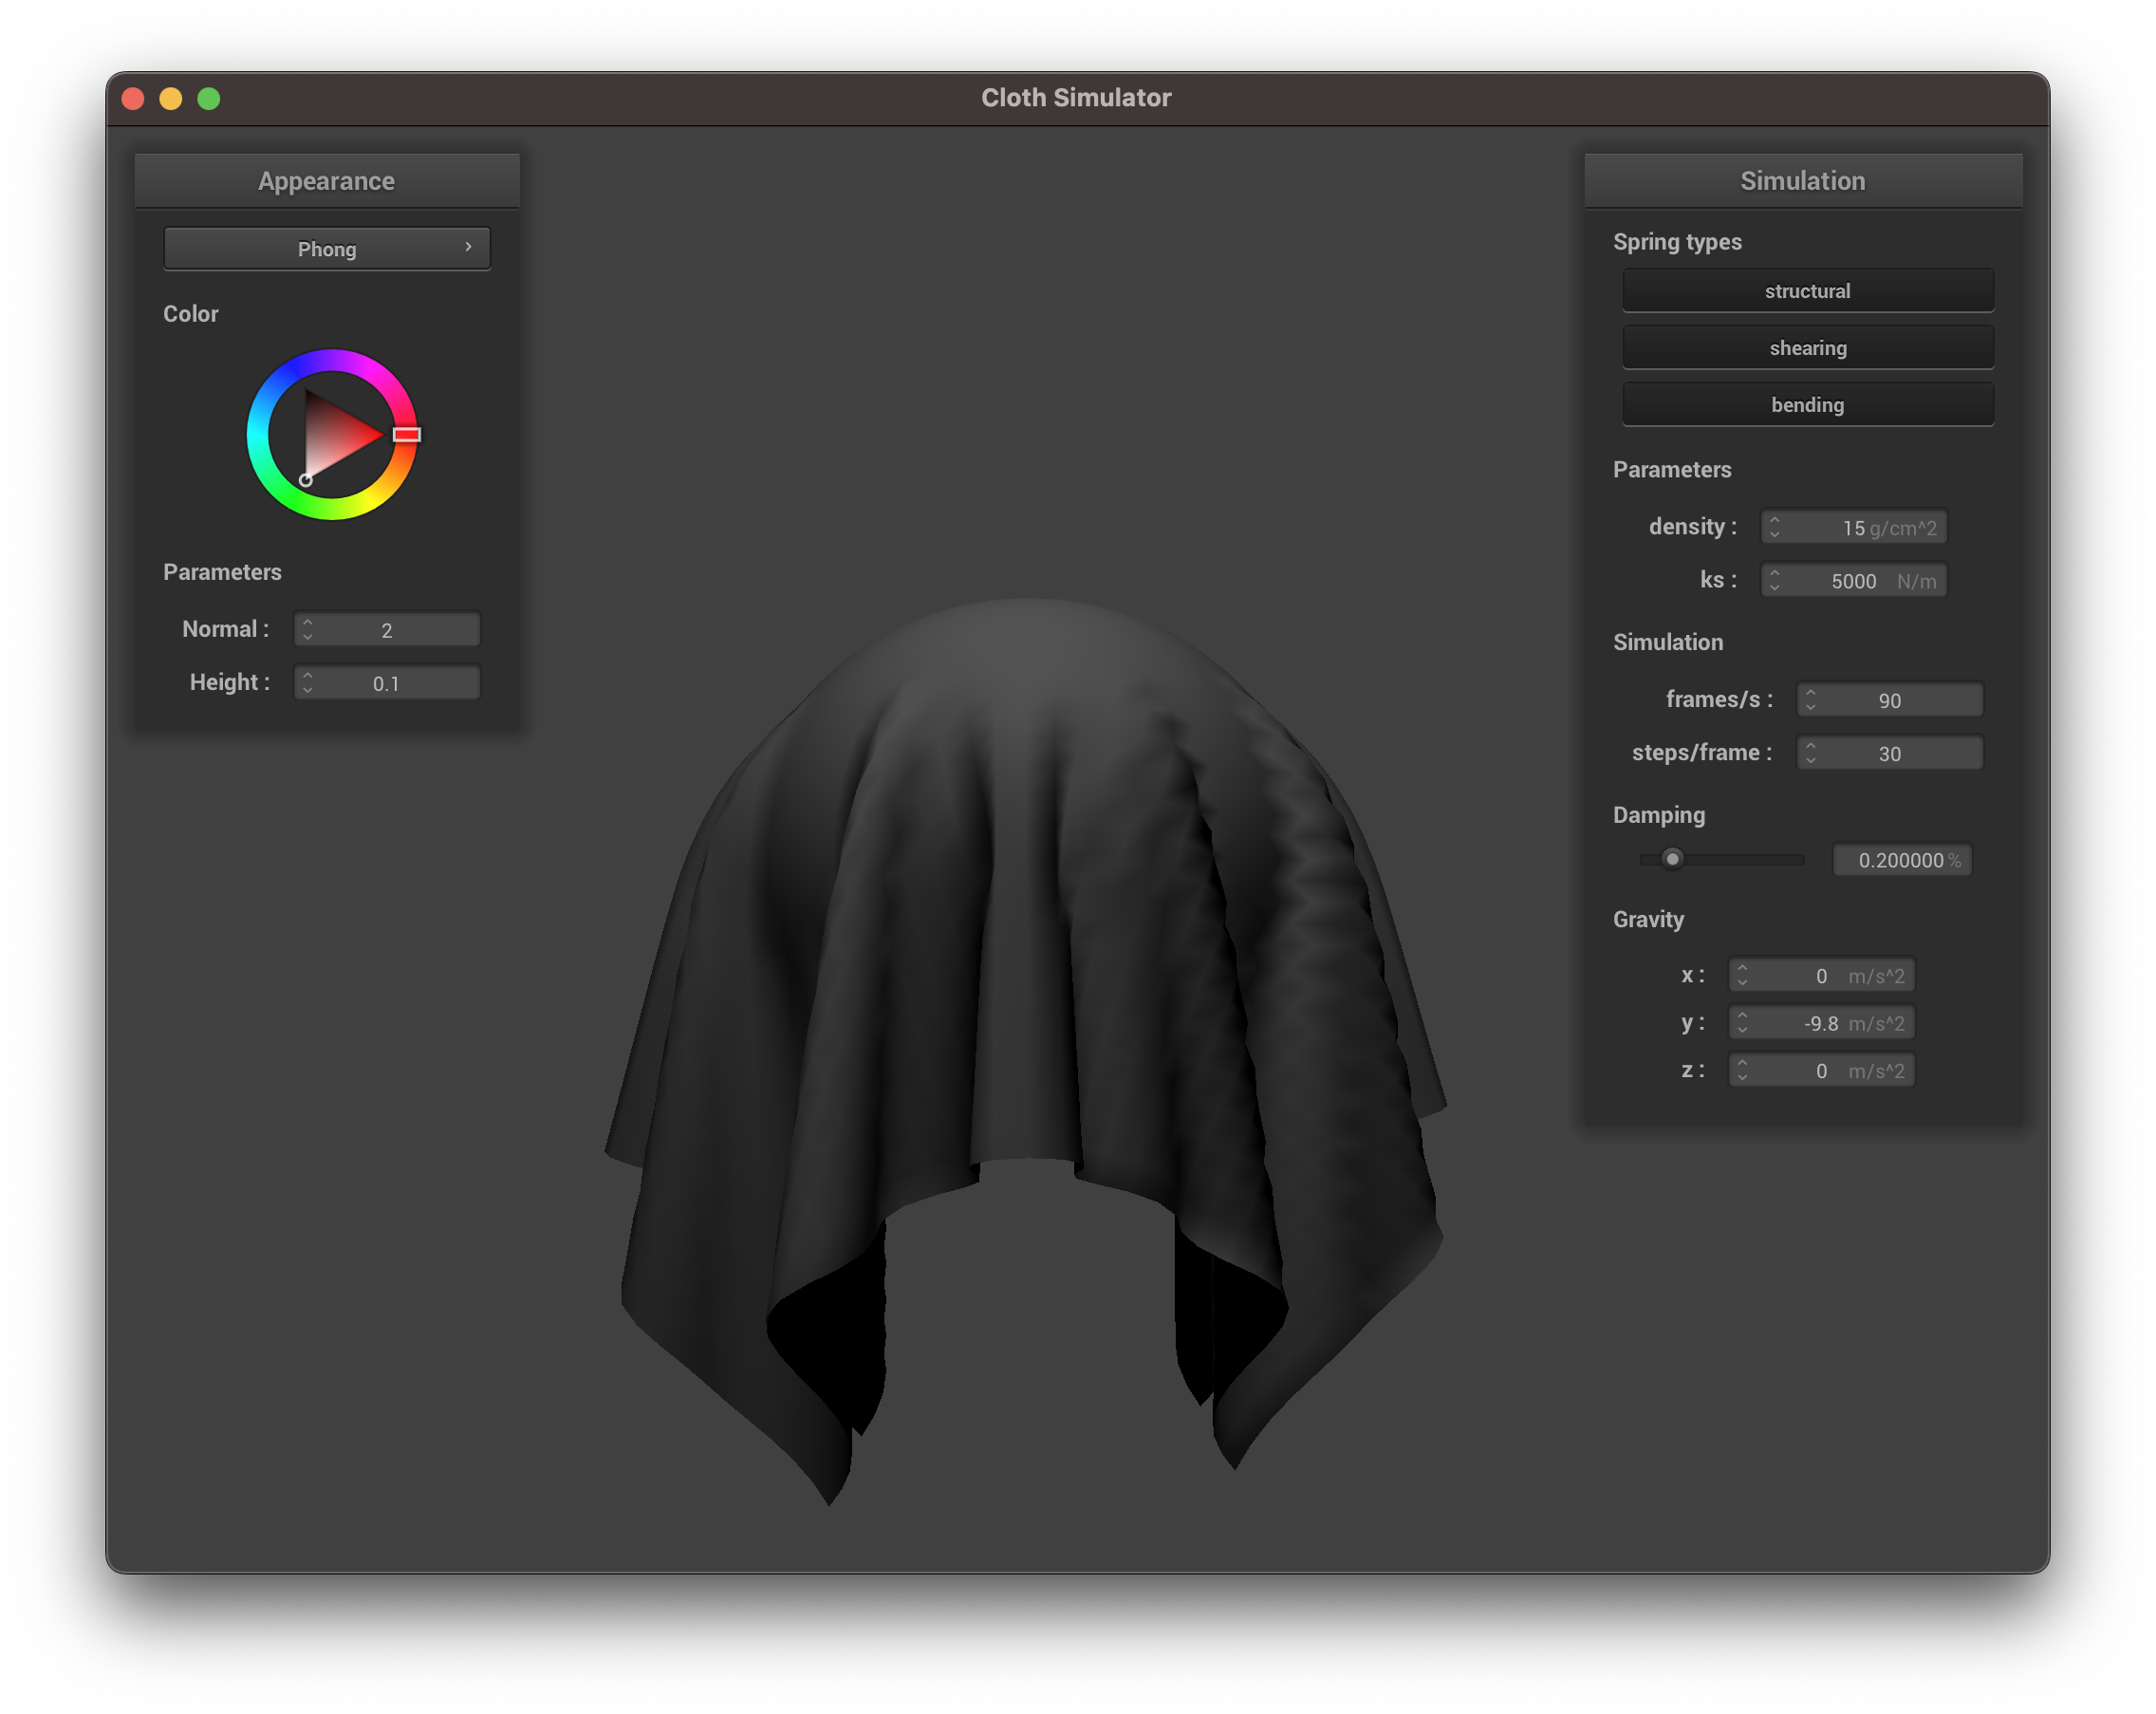 Cloth Simulator
Appearance
Phong
Color
Parameters
Normal : 2
Height : 0.1
Simulation
Spring types
structural
shearing
bending
Parameters
density : 15 g/cm^2
ks : 5000 N/m
Simulation
frames/s : 90
steps/frame : 30
Damping
0.200000 %
Gravity
x : 0 m/s^2
y : -9.8 m/s^2
z : 0 m/s^2